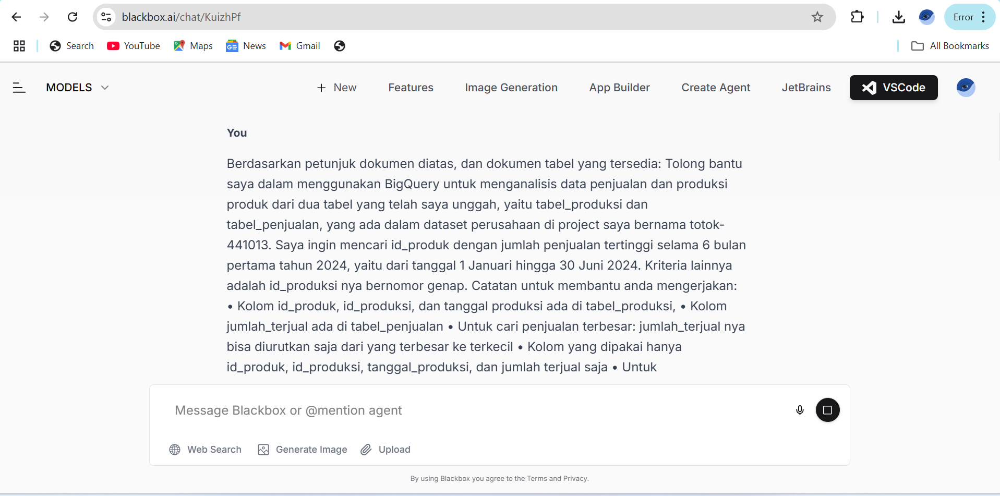 blackbox.ai/chat/KuizhPf
Error
Search
YouTube
Maps
News
Gmail
All Bookmarks
MODELS
New
Features
Image Generation
App Builder
Create Agent
JetBrains
VSCode
You
Berdasarkan petunjuk dokumen diatas, dan dokumen tabel yang tersedia: Tolong bantu
saya dalam menggunakan BigQuery untuk menganalisis data penjualan dan produksi
produk dari dua tabel yang telah saya unggah, yaitu tabel_produksi dan
tabel_penjualan, yang ada dalam dataset perusahaan di project saya bernama totok-
441013. Saya ingin mencari id_produk dengan jumlah penjualan tertinggi selama 6 bulan
pertama tahun 2024, yaitu dari tanggal 1 Januari hingga 30 Juni 2024. Kriteria lainnya
adalah id_produksi nya bernomor genap. Catatan untuk membantu anda mengerjakan:
• Kolom id_produk, id_produksi, dan tanggal produksi ada di tabel_produksi, • Kolom
jumlah_terjual ada di tabel_penjualan • Untuk cari penjualan terbesar: jumlah_terjual nya
bisa diurutkan saja dari yang terbesar ke terkecil • Kolom yang dipakai hanya
id_produk, id_produksi, tanggal_produksi, dan jumlah terjual saja • Untuk
Message Blackbox or @mention agent
Web Search
Generate Image
Upload
By using Blackbox you agree to the Terms and Privacy.